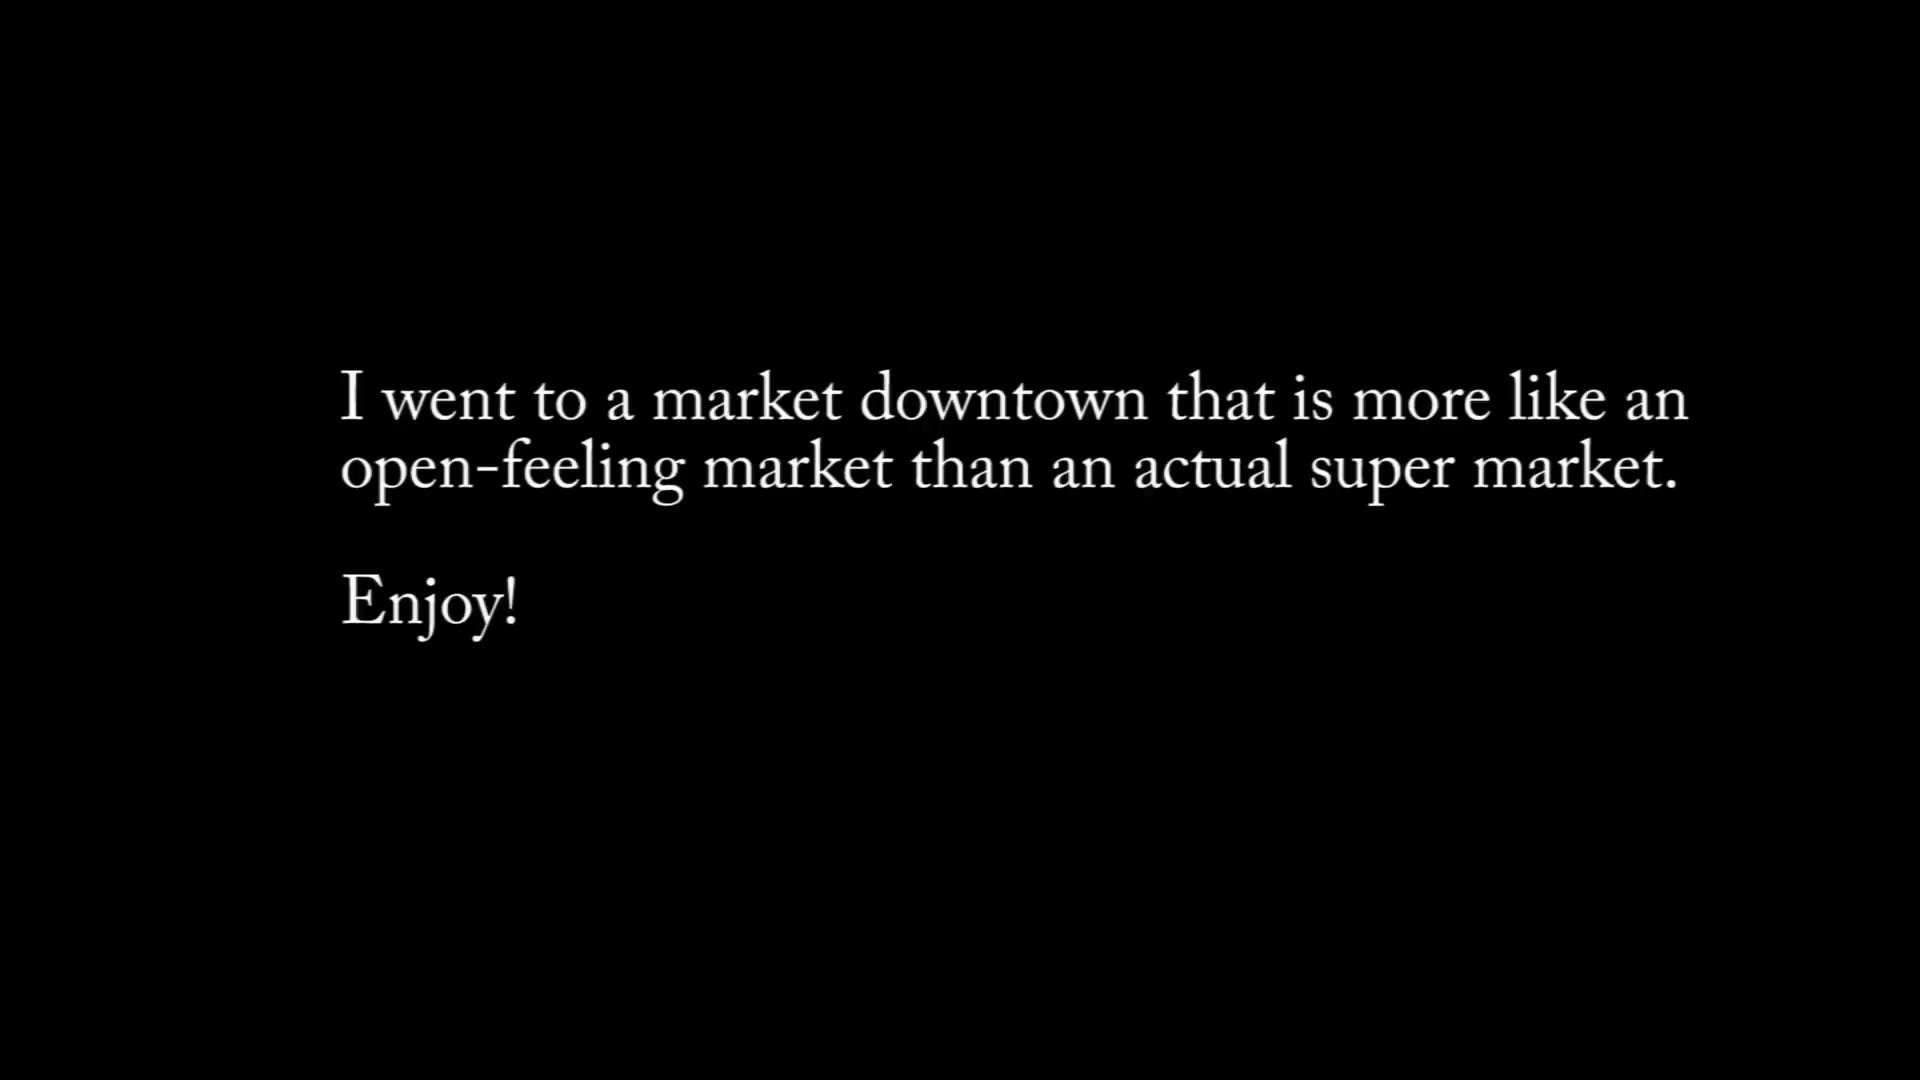 I went to a market downtown that is more like an
open-feeling market than an actual super market.
Enjoy!